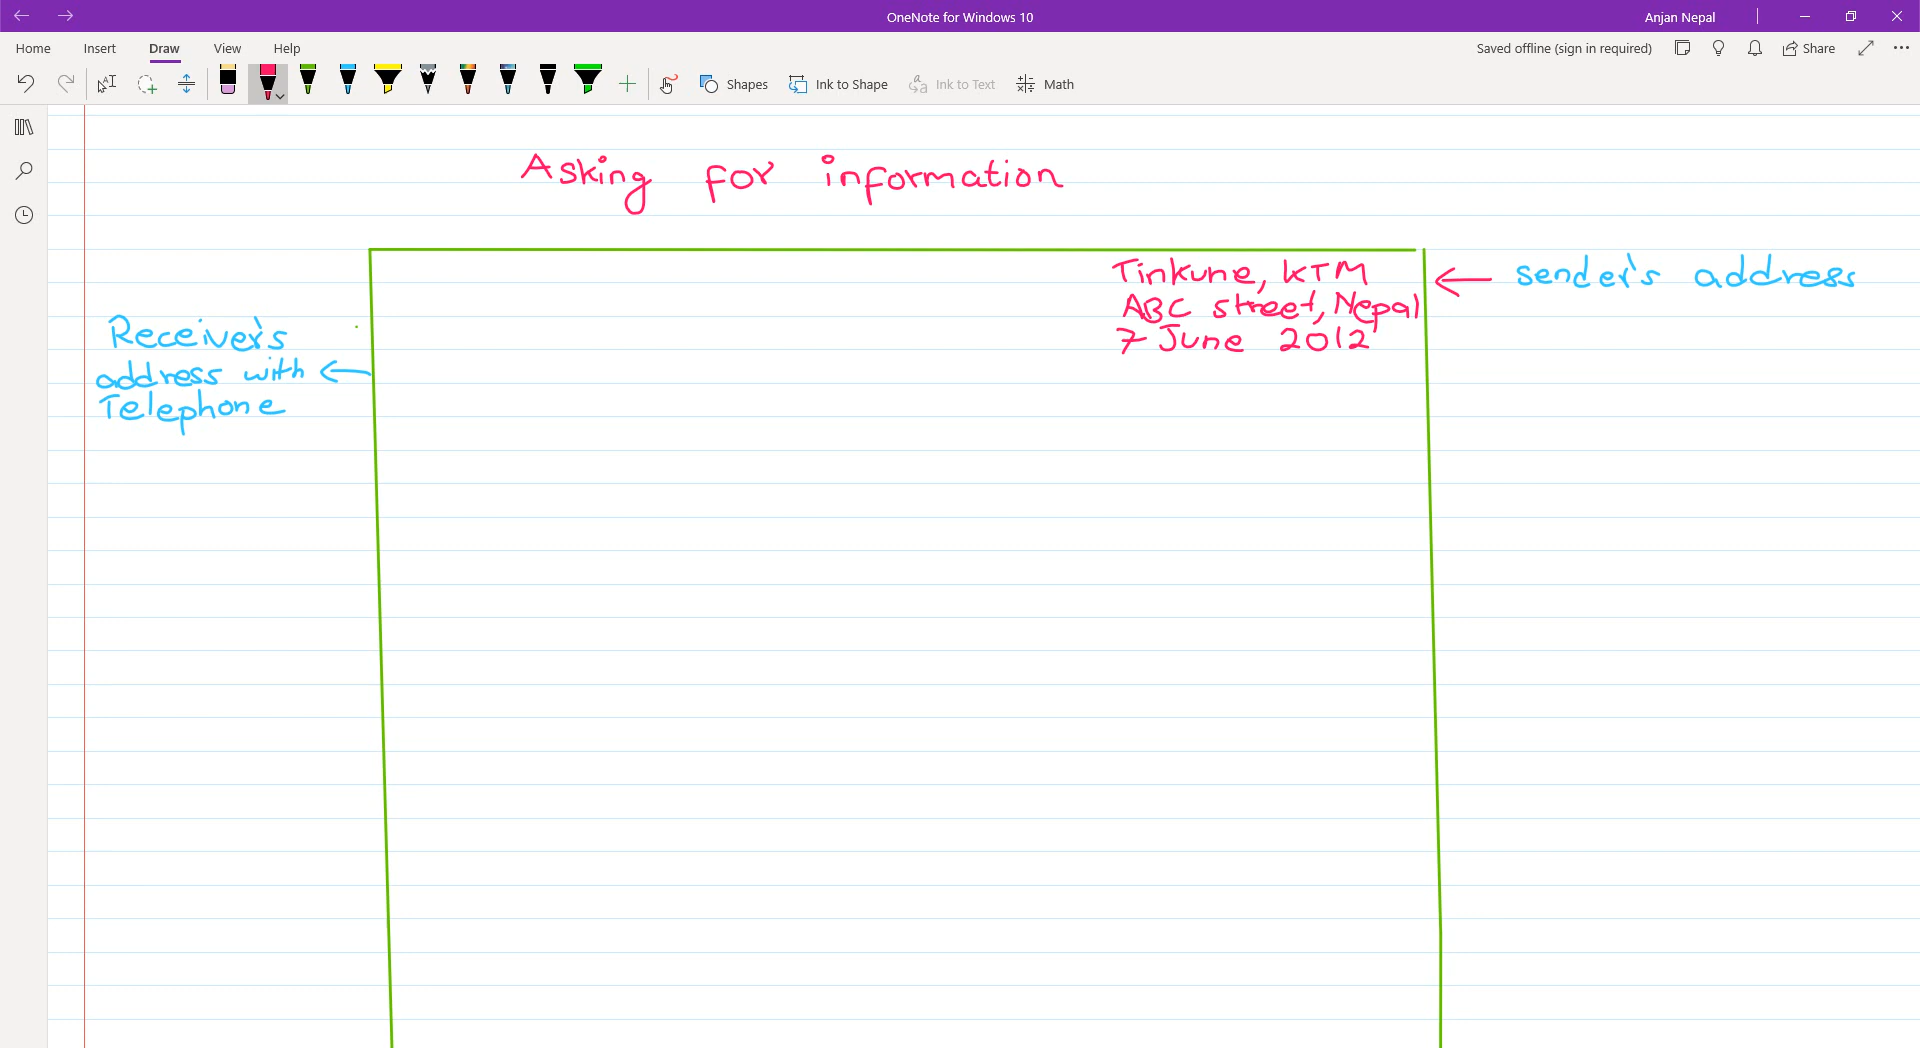 OneNote for Windows 10
Anjan Nepal
Home Insert Draw View Help
Saved offline (sign in required)
Share
Shapes
Ink to Shape
Ink to Text
Math
Asking for information
Tinkune, KTM
ABC street, Nepal
7 June 2012
sender's address
Receiver's
address with
Telephone